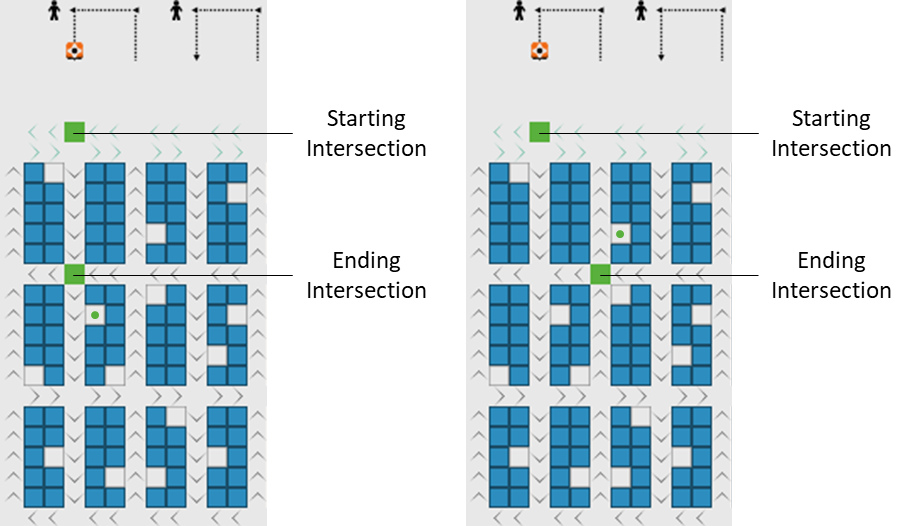 Starting
Intersection
Starting
Intersection
Ending
Intersection
Ending
Intersection